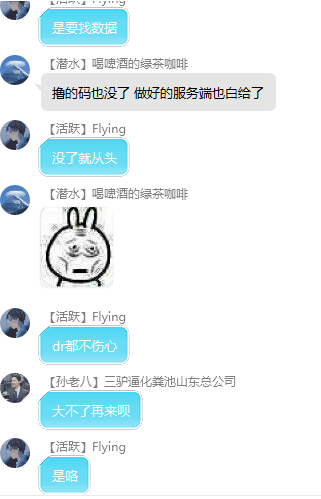 【活跃】Flying
是要找数据
【潜水】喝啤酒的绿茶咖啡
撸的码也没了 做好的服务端也白给了
【活跃】Flying
没了就从头
【潜水】喝啤酒的绿茶咖啡
【活跃】Flying
dr都不伤心
【孙老八】三驴逼化粪池山东总公司
大不了再来呗
【活跃】Flying
是咯